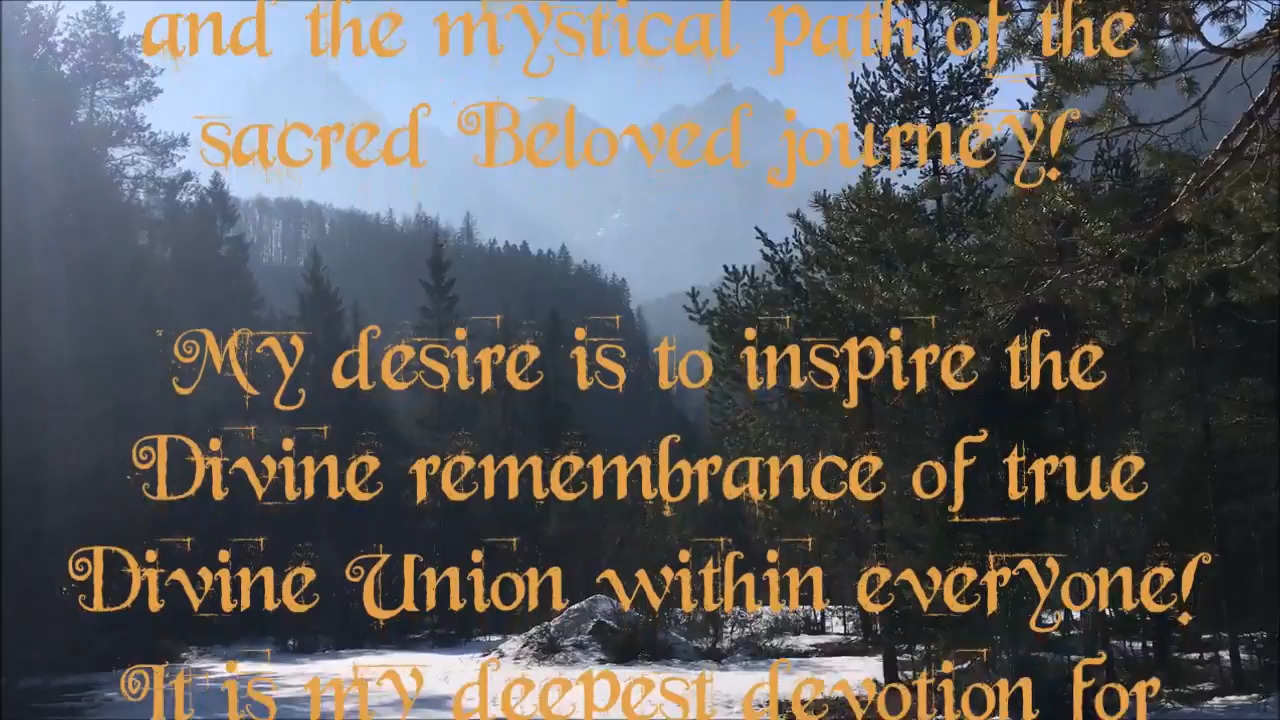 and the mystical path of the
sacred Beloved journey!
My desire is to inspire the
Divine remembrance of true
Divine Union within everyone!
It is my deepest devotion for